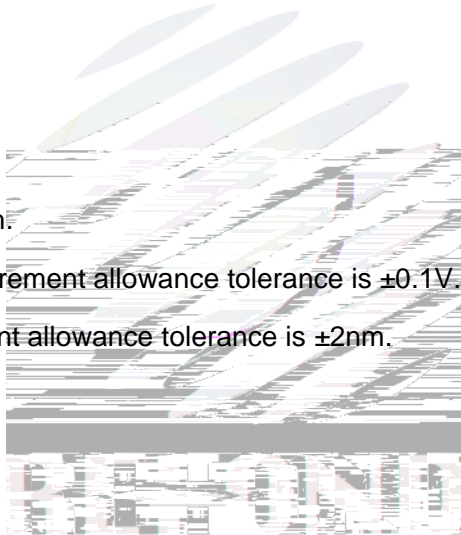 n.
rement allowance tolerance is ±0.1V.
nt allowance tolerance is ±2nm.